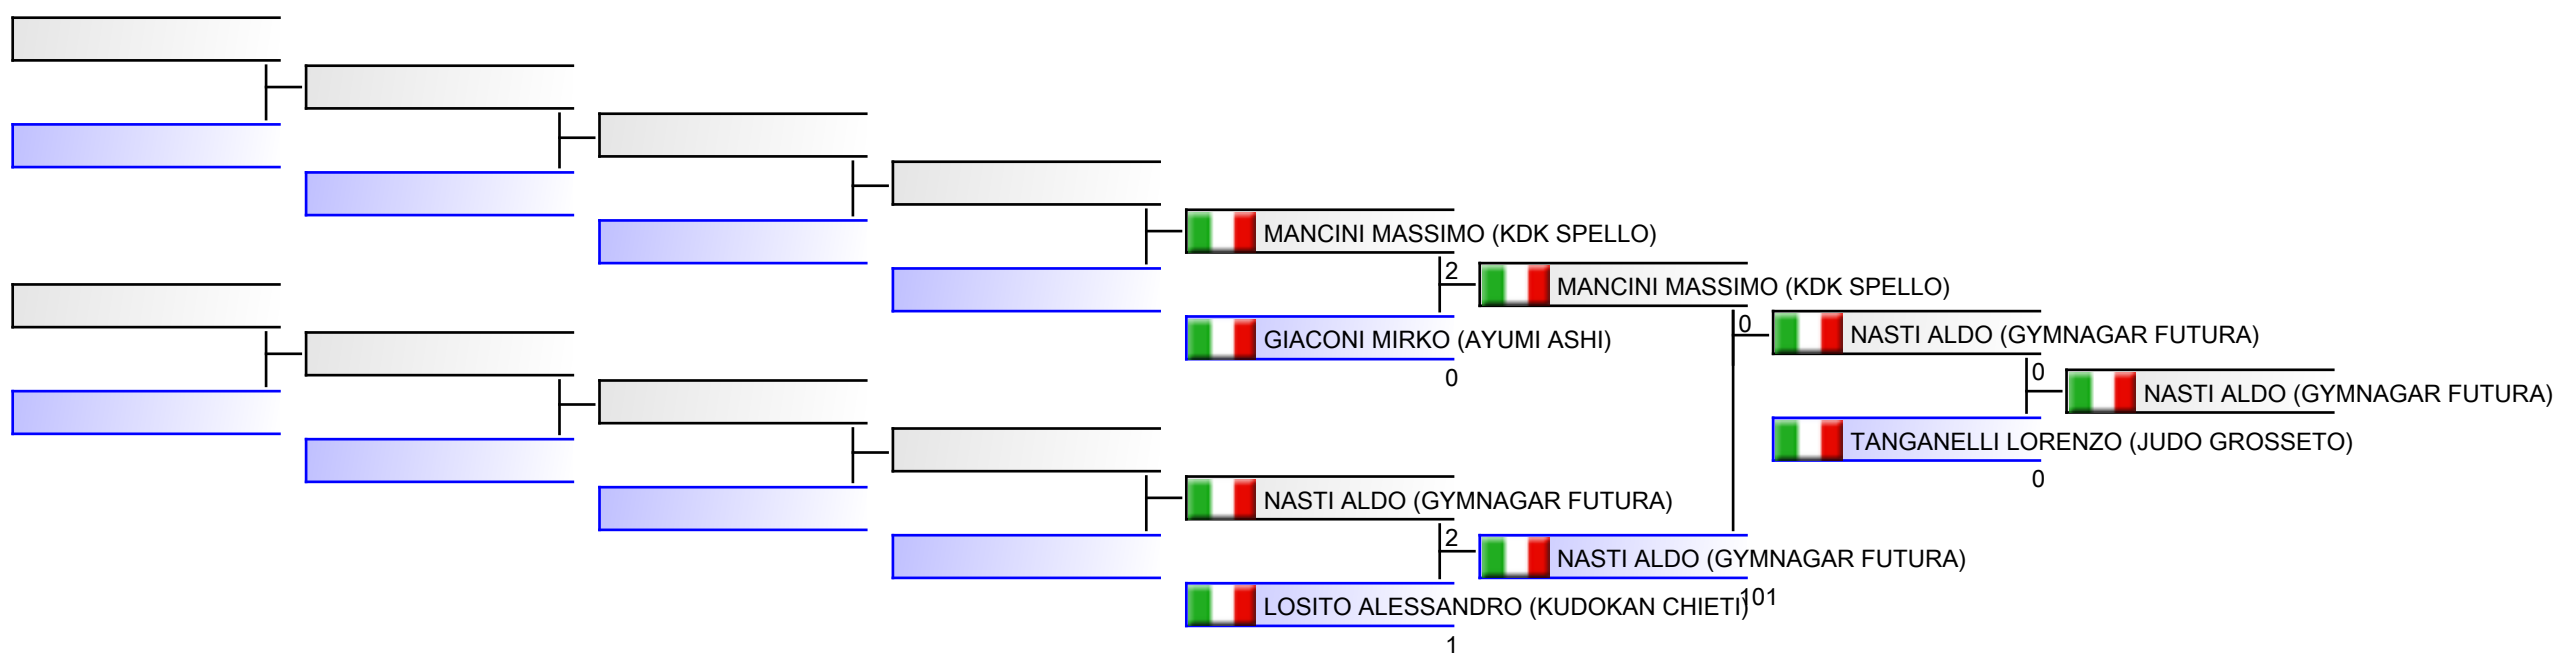 MANCINI MASSIMO (KDK SPELLO)
2
MANCINI MASSIMO (KDK SPELLO)
GIACONI MIRKO (AYUMI ASHI)
0
0
NASTI ALDO (GYMNAGAR FUTURA)
0
NASTI ALDO (GYMNAGAR FUTURA)
TANGANELLI LORENZO (JUDO GROSSETO)
0
NASTI ALDO (GYMNAGAR FUTURA)
2
NASTI ALDO (GYMNAGAR FUTURA)
101
LOSITO ALESSANDRO (KUDOKAN CHIETI)
1